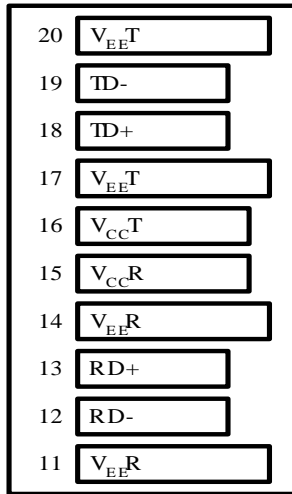 20 VEET
19 TD-
18 TD+
17 VEET
16 VCCT
15 VCCR
14 VEER
13 RD+
12 RD-
11 VEER